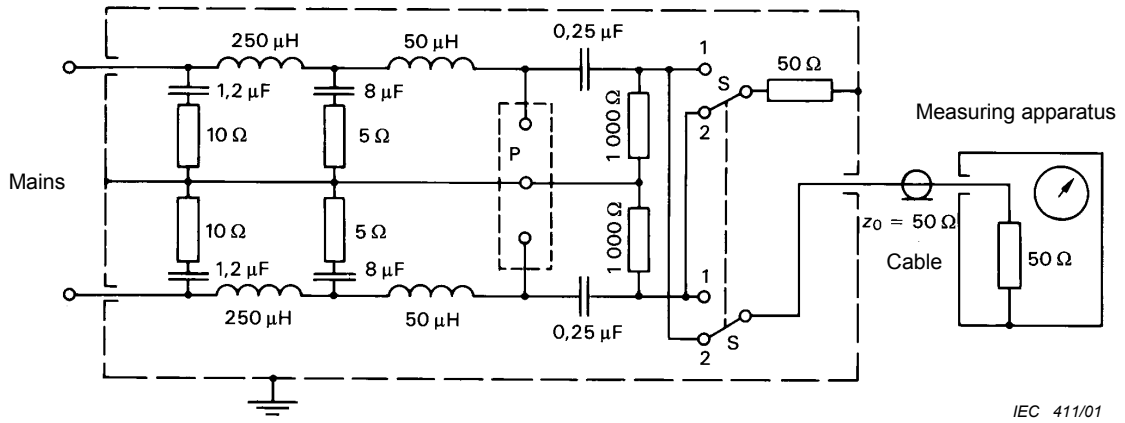 250 µH
50 µH
0,25 µF
1
50 Ω
1,2 µF
8 µF
S
10 Ω
5 Ω
P
1 000 Ω
2
Measuring apparatus
Mains
10 Ω
5 Ω
1 000 Ω
z₀ = 50 Ω
Cable
50 Ω
1,2 µF
8 µF
1
250 µH
50 µH
0,25 µF
2
S
IEC 411/01